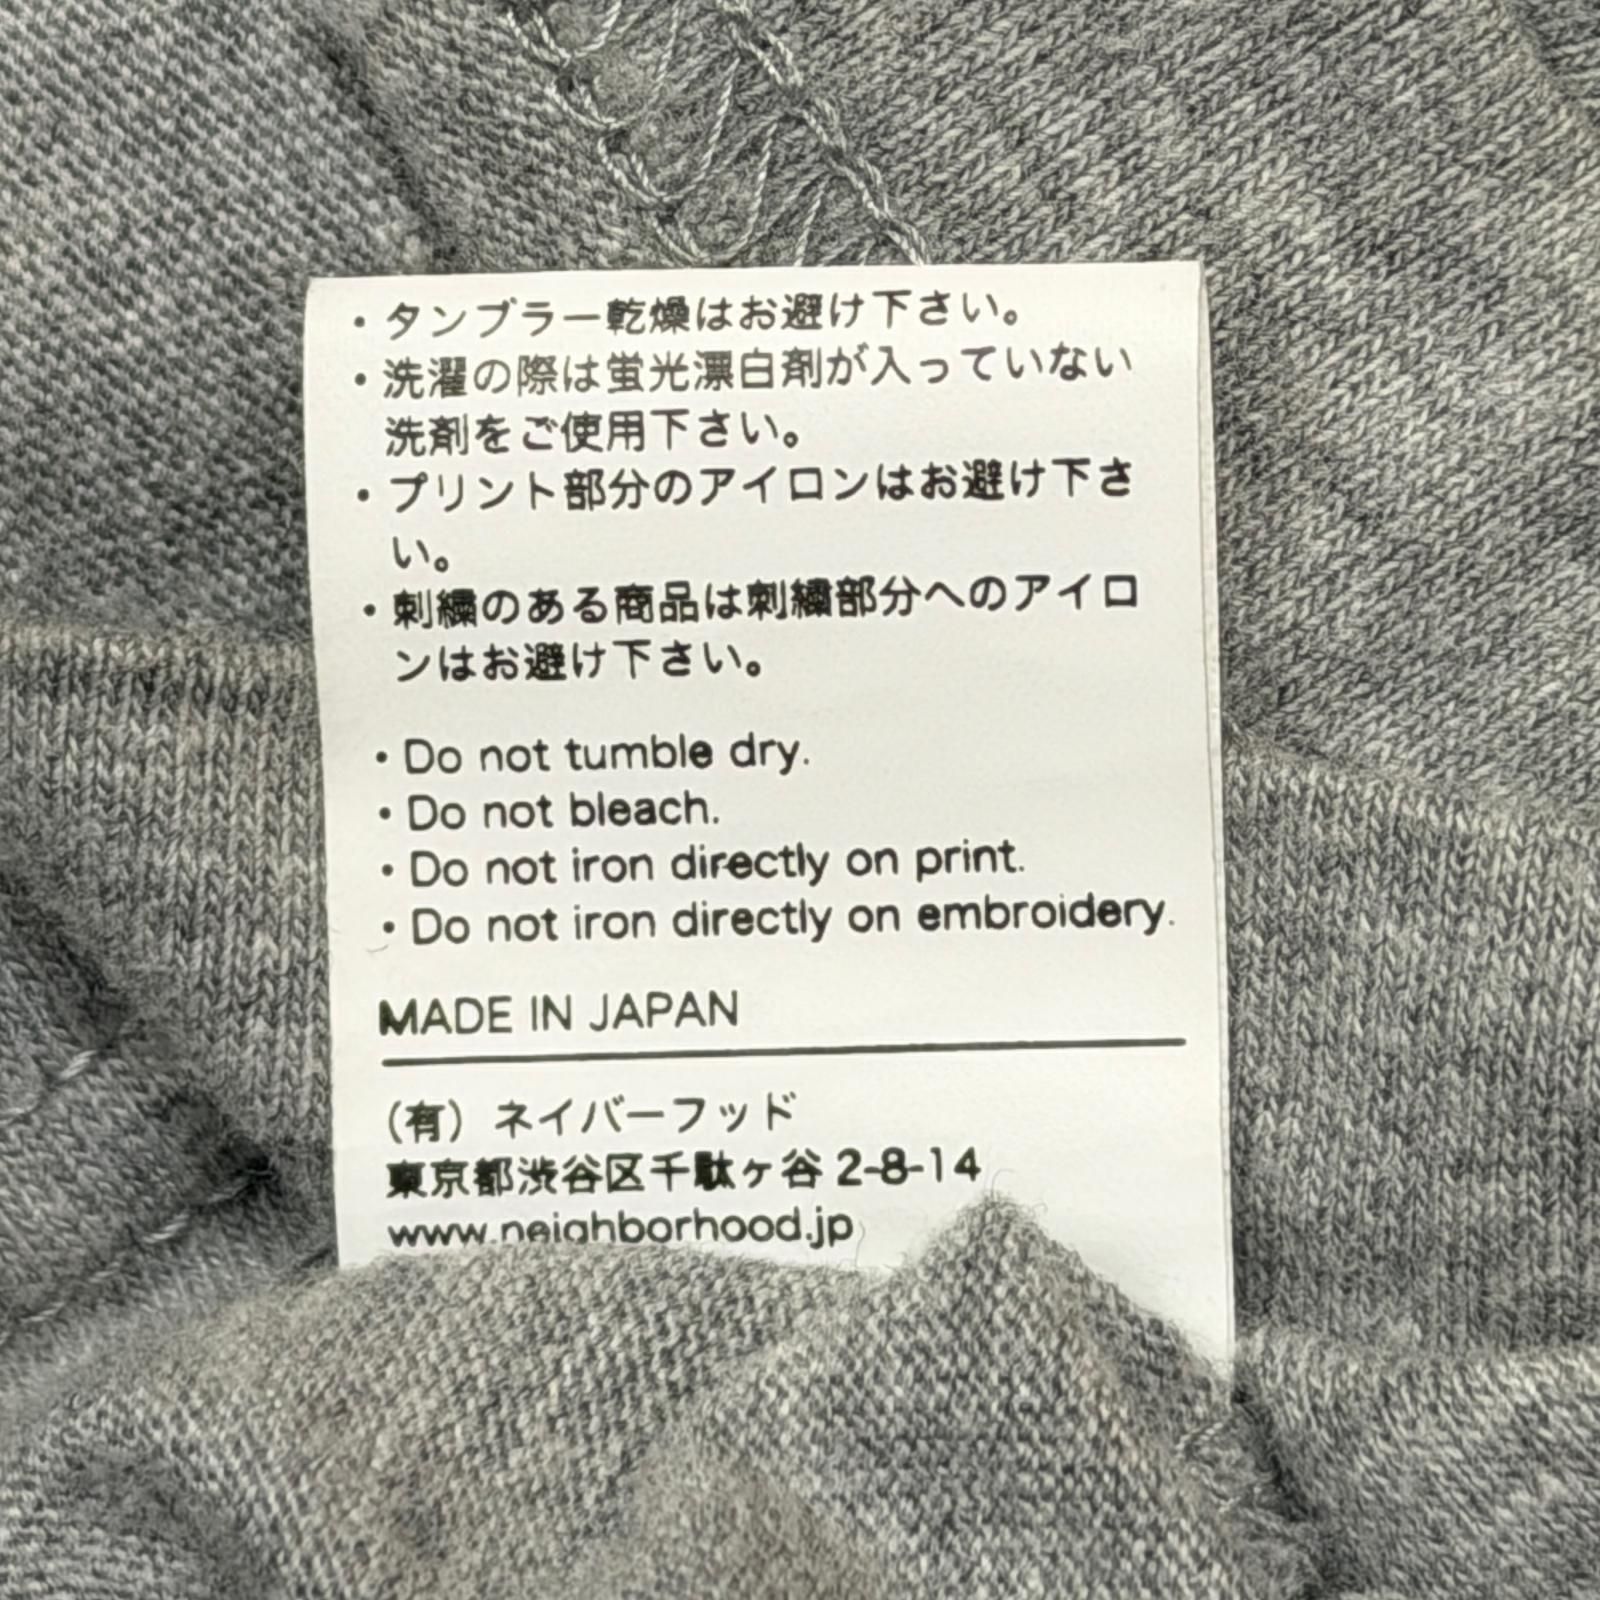 ・タンブラー乾燥はお避け下さい。
・洗濯の際は蛍光漂白剤が入っていない
洗剤をご使用下さい。
・プリント部分のアイロンはお避け下さ
い。
・刺繍のある商品は刺繍部分へのアイロ
ンはお避け下さい。
・Do not tumble dry.
・Do not bleach.
・Do not iron directly on print.
・Do not iron directly on embroidery.
MADE IN JAPAN
(有) ネイバーフッド
東京都渋谷区千駄ヶ谷 2-8-14
www.neighborhood.jp